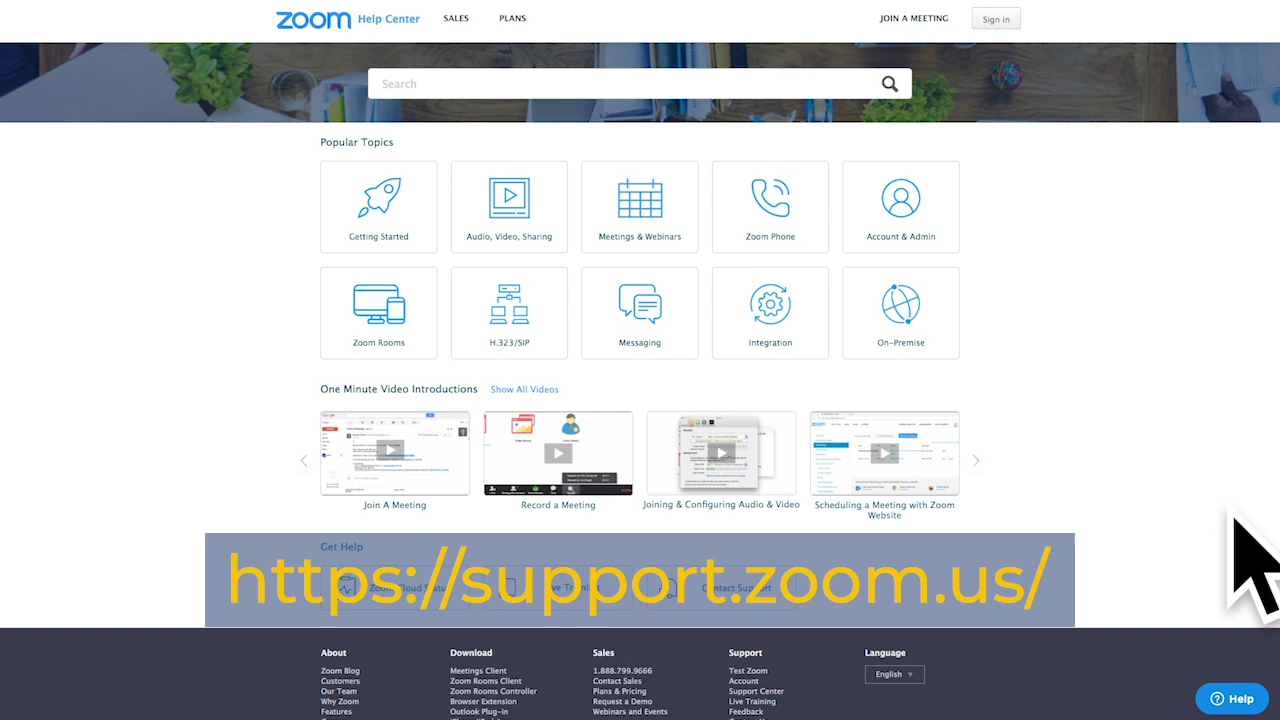 zoom Help Center
SALES
PLANS
JOIN A MEETING
Sign in
Search
Popular Topics
Getting Started
Audio, Video, Sharing
Meetings & Webinars
Zoom Phone
Account & Admin
Zoom Rooms
H.323/SIP
Messaging
Integration
On-Premise
One Minute Video Introductions
Show All Videos
Join A Meeting
Record a Meeting
Joining & Configuring Audio & Video
Scheduling a Meeting with Zoom
Website
Get Help
https://support.zoom.us/
Zoom Cloud Status
Live Training
Contact Support
About
Zoom Blog
Customers
Our Team
Why Zoom
Features
Download
Meetings Client
Zoom Rooms Client
Zoom Rooms Controller
Browser Extension
Outlook Plug-in
Sales
1.888.799.9666
Contact Sales
Plans & Pricing
Request a Demo
Webinars and Events
Support
Test Zoom
Account
Support Center
Live Training
Feedback
Language
English
Help